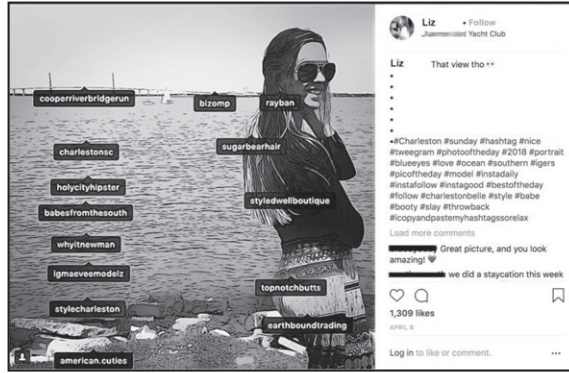 Liz • Follow
Yacht Club
Liz That view tho
•
•
•
•
•
•
•#Charleston #sunday #hashtag #nice
#tweegram #photooftheday #2018 #portrait
#blueeyes #love #ocean #southern #igers
#picoftheday #model #instadaily
#instafollow #instagood #bestoftheday
#follow #charlestonbelle #style #babe
#booty #slay #throwback
#icopyandpastemyhashtagssorelax
Load more comments
Great picture, and you look
amazing!
we did a staycation this week
1,309 likes
APRIL 8
Log in to like or comment.
cooperriverbridgerun
bizomp
rayban
charlestonsc
sugarbearhair
holycityhipster
babesfromthesouth
styledwellboutique
whyitnewman
igmaeveemodelz
topnotchbutts
stylecharleston
earthboundtrading
american.cuties